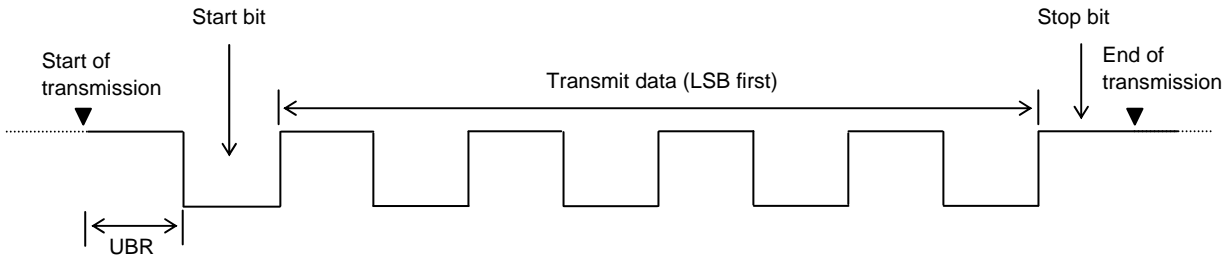 Start bit
Stop bit
Start of
transmission
End of
transmission
Transmit data (LSB first)
UBR